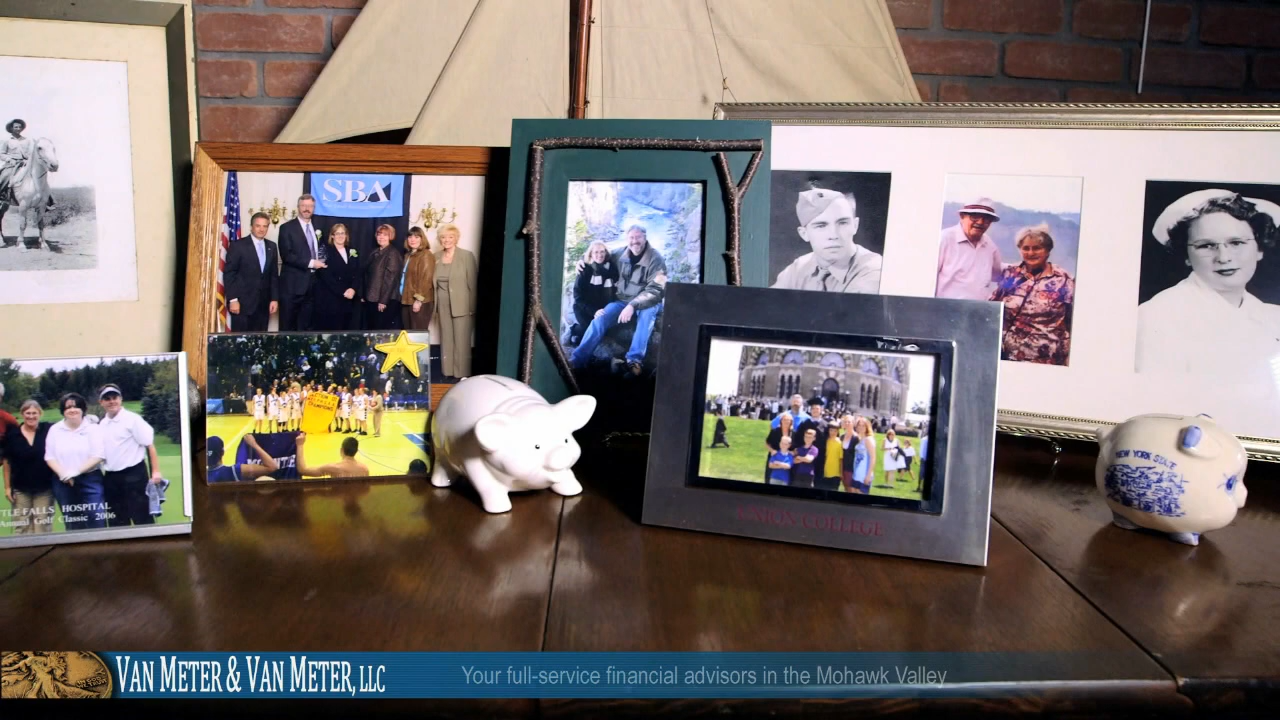 SBA
TLE FALLS HOSPITAL
Annual Golf Classic 2006
UNION COLLEGE
NEW YORK STATE
VAN METER & VAN METER, LLC
Your full-service financial advisors in the Mohawk Valley